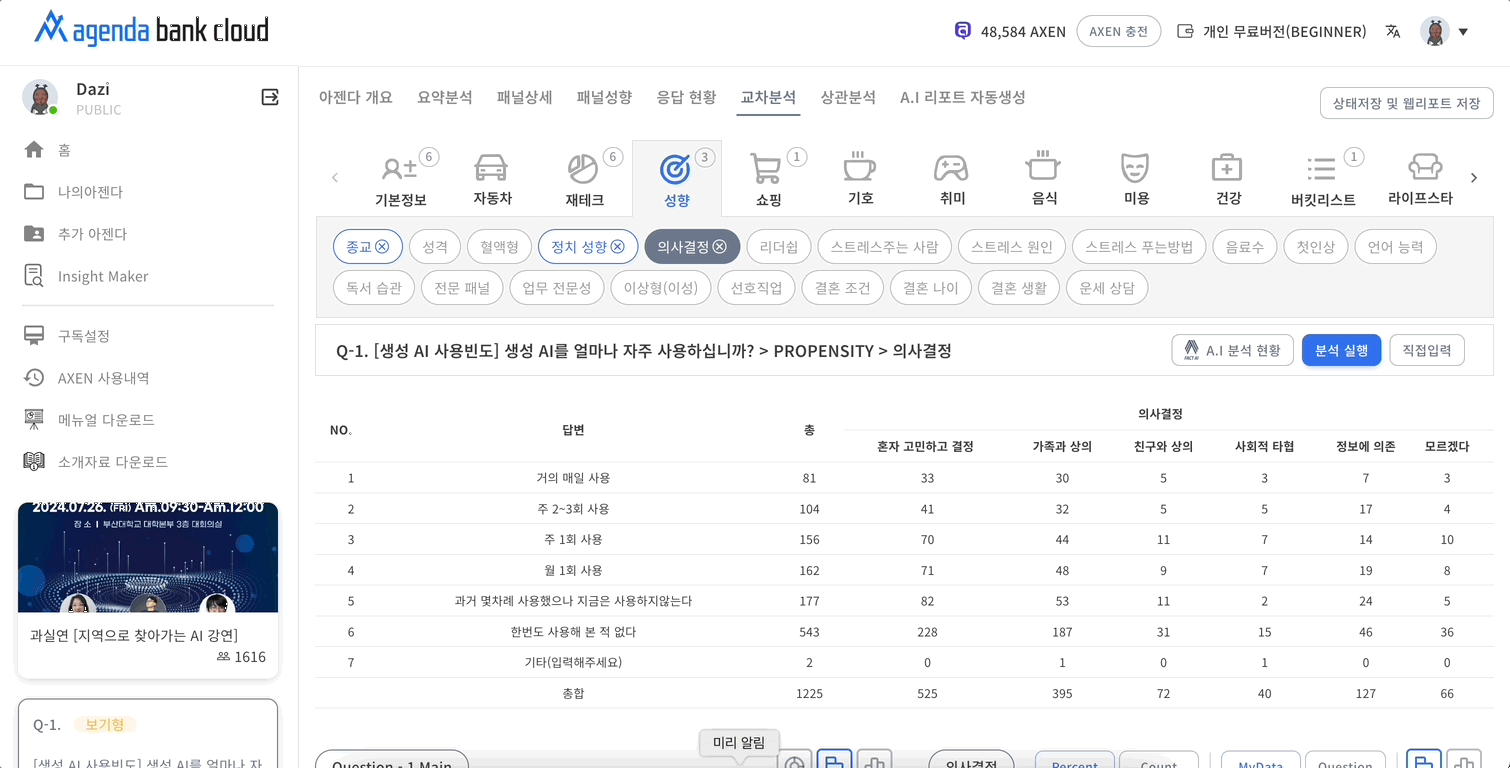 agenda bank cloud
48,584 AXEN
AXEN 충전
개인 무료버전(BEGINNER)
Dazi
PUBLIC
홈
나의아젠다
추가 아젠다
Insight Maker
구독설정
AXEN 사용내역
메뉴얼 다운로드
소개자료 다운로드
2024.07.26. (FRI) Am.09:30-Am.12:00
장 소 | 부산대학교 대학본부 3층 대회의실
과실연 [지역으로 찾아가는 AI 강연]
1616
Q-1. 보기형
[생성 AI 사용빈도] 생성 AI를 얼마나 자
아젠다 개요 요약분석 패널상세 패널성향 응답 현황 교차분석 상관분석 A.I 리포트 자동생성
상태저장 및 웹리포트 저장
6 6 3 1 1
기본정보 자동차 재테크 성향 쇼핑 기호 취미 음식 미용 건강 버킷리스트 라이프스타
종교 성격 혈액형 정치 성향 의사결정 리더쉽 스트레스주는 사람 스트레스 원인 스트레스 푸는방법 음료수 첫인상 언어 능력
독서 습관 전문 패널 업무 전문성 이상형(이성) 선호직업 결혼 조건 결혼 나이 결혼 생활 운세 상담
Q-1. [생성 AI 사용빈도] 생성 AI를 얼마나 자주 사용하십니까? > PROPENSITY > 의사결정
FACT AI A.I 분석 현황 분석 실행 직접입력
의사결정
NO. 답변 총
혼자 고민하고 결정 가족과 상의 친구와 상의 사회적 타협 정보에 의존 모르겠다
1 거의 매일 사용 81 33 30 5 3 7 3
2 주 2~3회 사용 104 41 32 5 5 17 4
3 주 1회 사용 156 70 44 11 7 14 10
4 월 1회 사용 162 71 48 9 7 19 8
5 과거 몇차례 사용했으나 지금은 사용하지않는다 177 82 53 11 2 24 5
6 한번도 사용해 본 적 없다 543 228 187 31 15 46 36
7 기타(입력해주세요) 2 0 1 0 1 0 0
총합 1225 525 395 72 40 127 66
미리 알림
Question - 1 Main 의사결정 Percent Count MyData Question